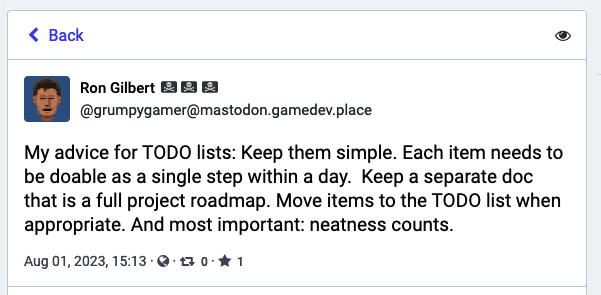 Back
Ron Gilbert ☠️ ☠️ ☠️
@grumpygamer@mastodon.gamedev.place
My advice for TODO lists: Keep them simple. Each item needs to
be doable as a single step within a day.  Keep a separate doc
that is a full project roadmap. Move items to the TODO list when
appropriate. And most important: neatness counts.
Aug 01, 2023, 15:13 · 0 · 1